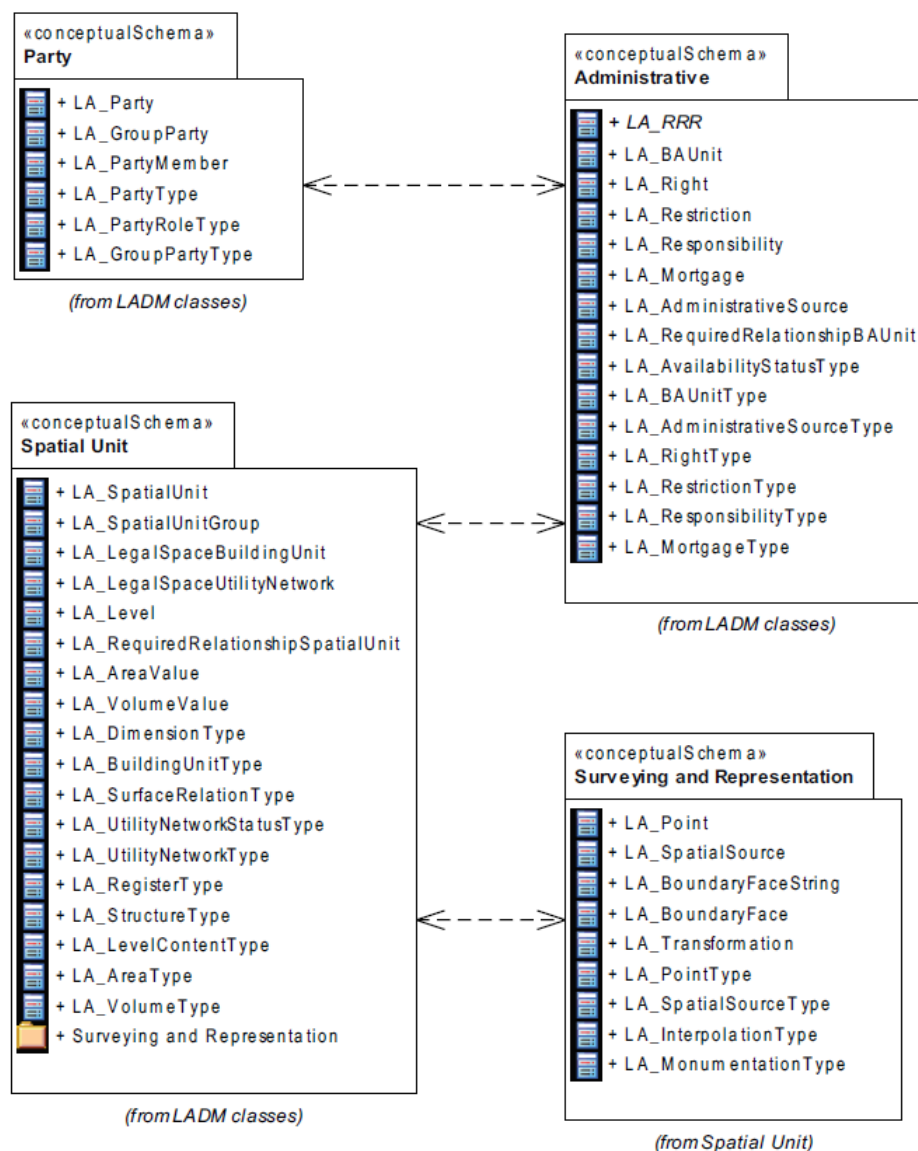 «conceptualSchema»
Party
+ LA_Party
+ LA_GroupParty
+ LA_PartyMember
+ LA_PartyType
+ LA_PartyRoleType
+ LA_GroupPartyType
(from LADM classes)
«conceptualSchema»
Administrative
+ LA_RRR
+ LA_BAUnit
+ LA_Right
+ LA_Restriction
+ LA_Responsibility
+ LA_Mortgage
+ LA_AdministrativeSource
+ LA_RequiredRelationshipBAUnit
+ LA_AvailabilityStatusType
+ LA_BAUnitType
+ LA_AdministrativeSourceType
+ LA_RightType
+ LA_RestrictionType
+ LA_ResponsibilityType
+ LA_MortgageType
(from LADM classes)
«conceptualSchema»
Spatial Unit
+ LA_SpatialUnit
+ LA_SpatialUnitGroup
+ LA_LegalSpaceBuildingUnit
+ LA_LegalSpaceUtilityNetwork
+ LA_Level
+ LA_RequiredRelationshipSpatialUnit
+ LA_AreaValue
+ LA_VolumeValue
+ LA_DimensionType
+ LA_BuildingUnitType
+ LA_SurfaceRelationType
+ LA_UtilityNetworkStatusType
+ LA_UtilityNetworkType
+ LA_RegisterType
+ LA_StructureType
+ LA_LevelContentType
+ LA_AreaType
+ LA_VolumeType
+ Surveying and Representation
(from LADM classes)
«conceptualSchema»
Surveying and Representation
+ LA_Point
+ LA_SpatialSource
+ LA_BoundaryFaceString
+ LA_BoundaryFace
+ LA_Transformation
+ LA_PointType
+ LA_SpatialSourceType
+ LA_InterpolationType
+ LA_MonumentationType
(from Spatial Unit)